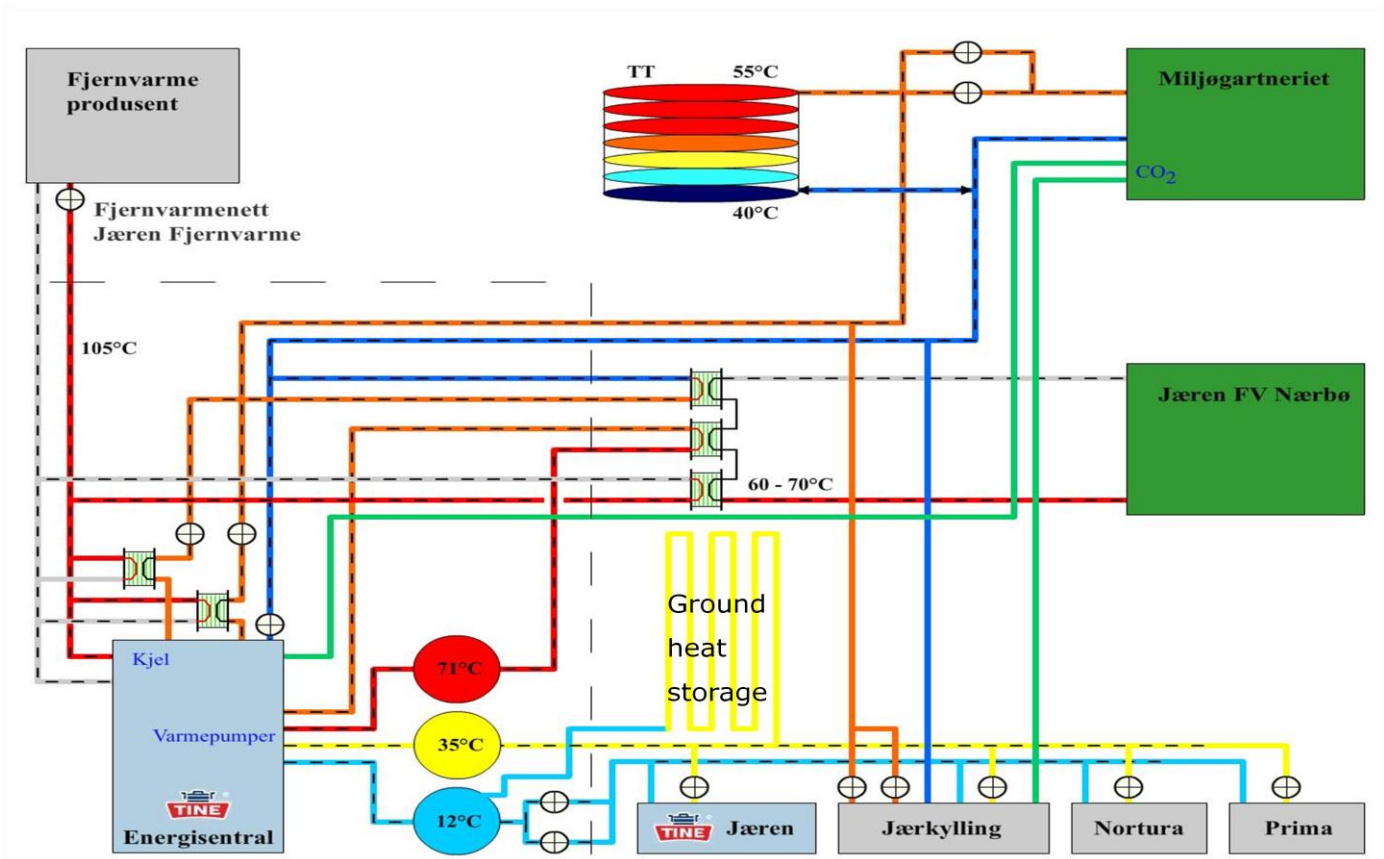 Fjernvarme
produsent
TT
55°C
40°C
Miljøgartneriet
CO2
Fjernvarmenett
Jæren Fjernvarme
105°C
Jæren FV Nærbø
60 - 70°C
Ground
heat
storage
Kjel
Varmepumper
TINE
Energisentral
71°C
35°C
12°C
TINE Jæren
Jærkylling
Nortura
Prima